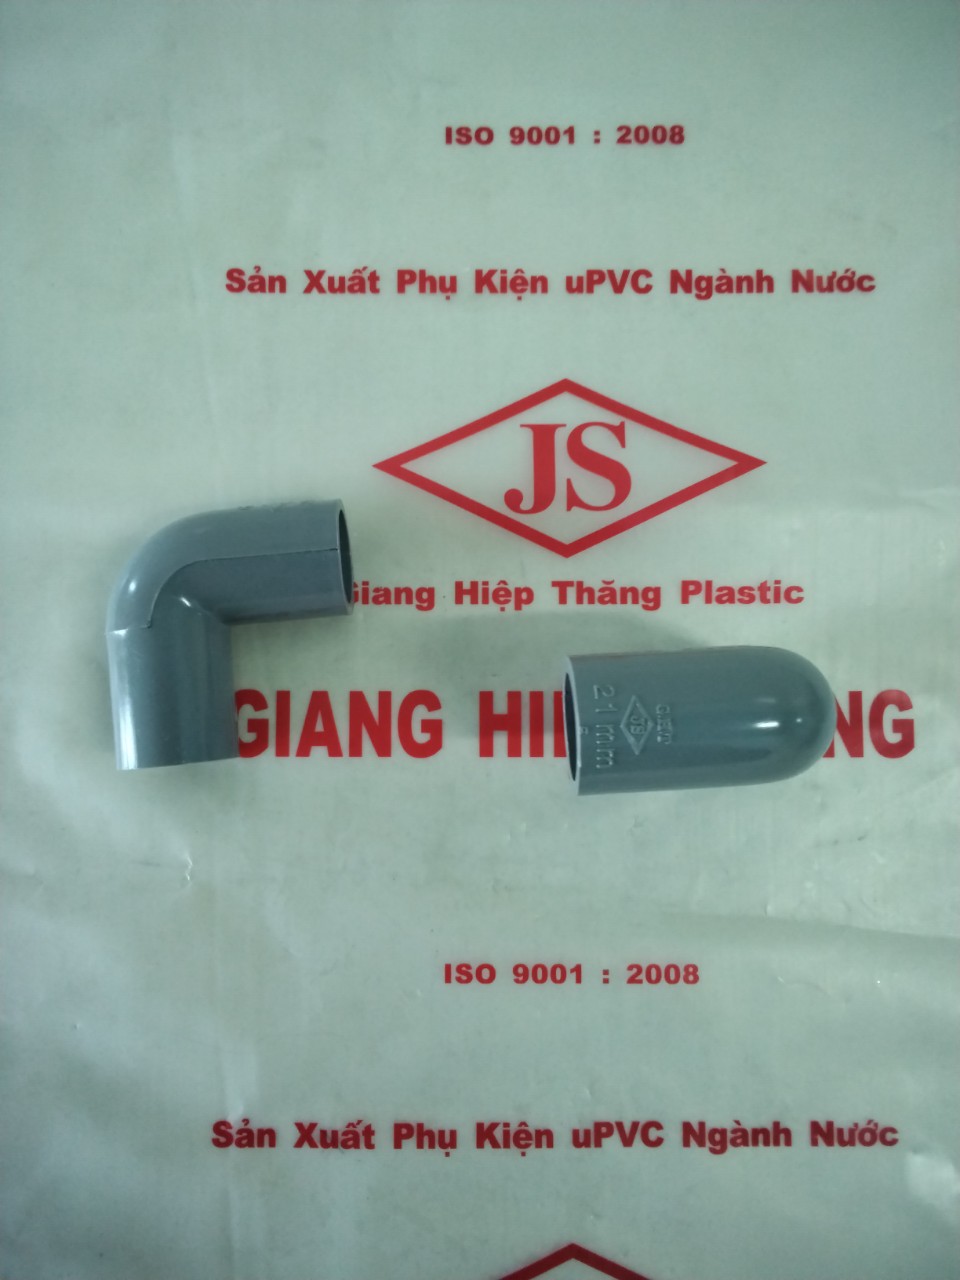 ISO 9001 : 2008
Sản Xuất Phụ Kiện uPVC Ngành Nước
JS
Giang Hiệp Thăng Plastic
GIANG
21mm
JS
ISO 9001 : 2008
Sản Xuất Phụ Kiện uPVC Ngành Nước